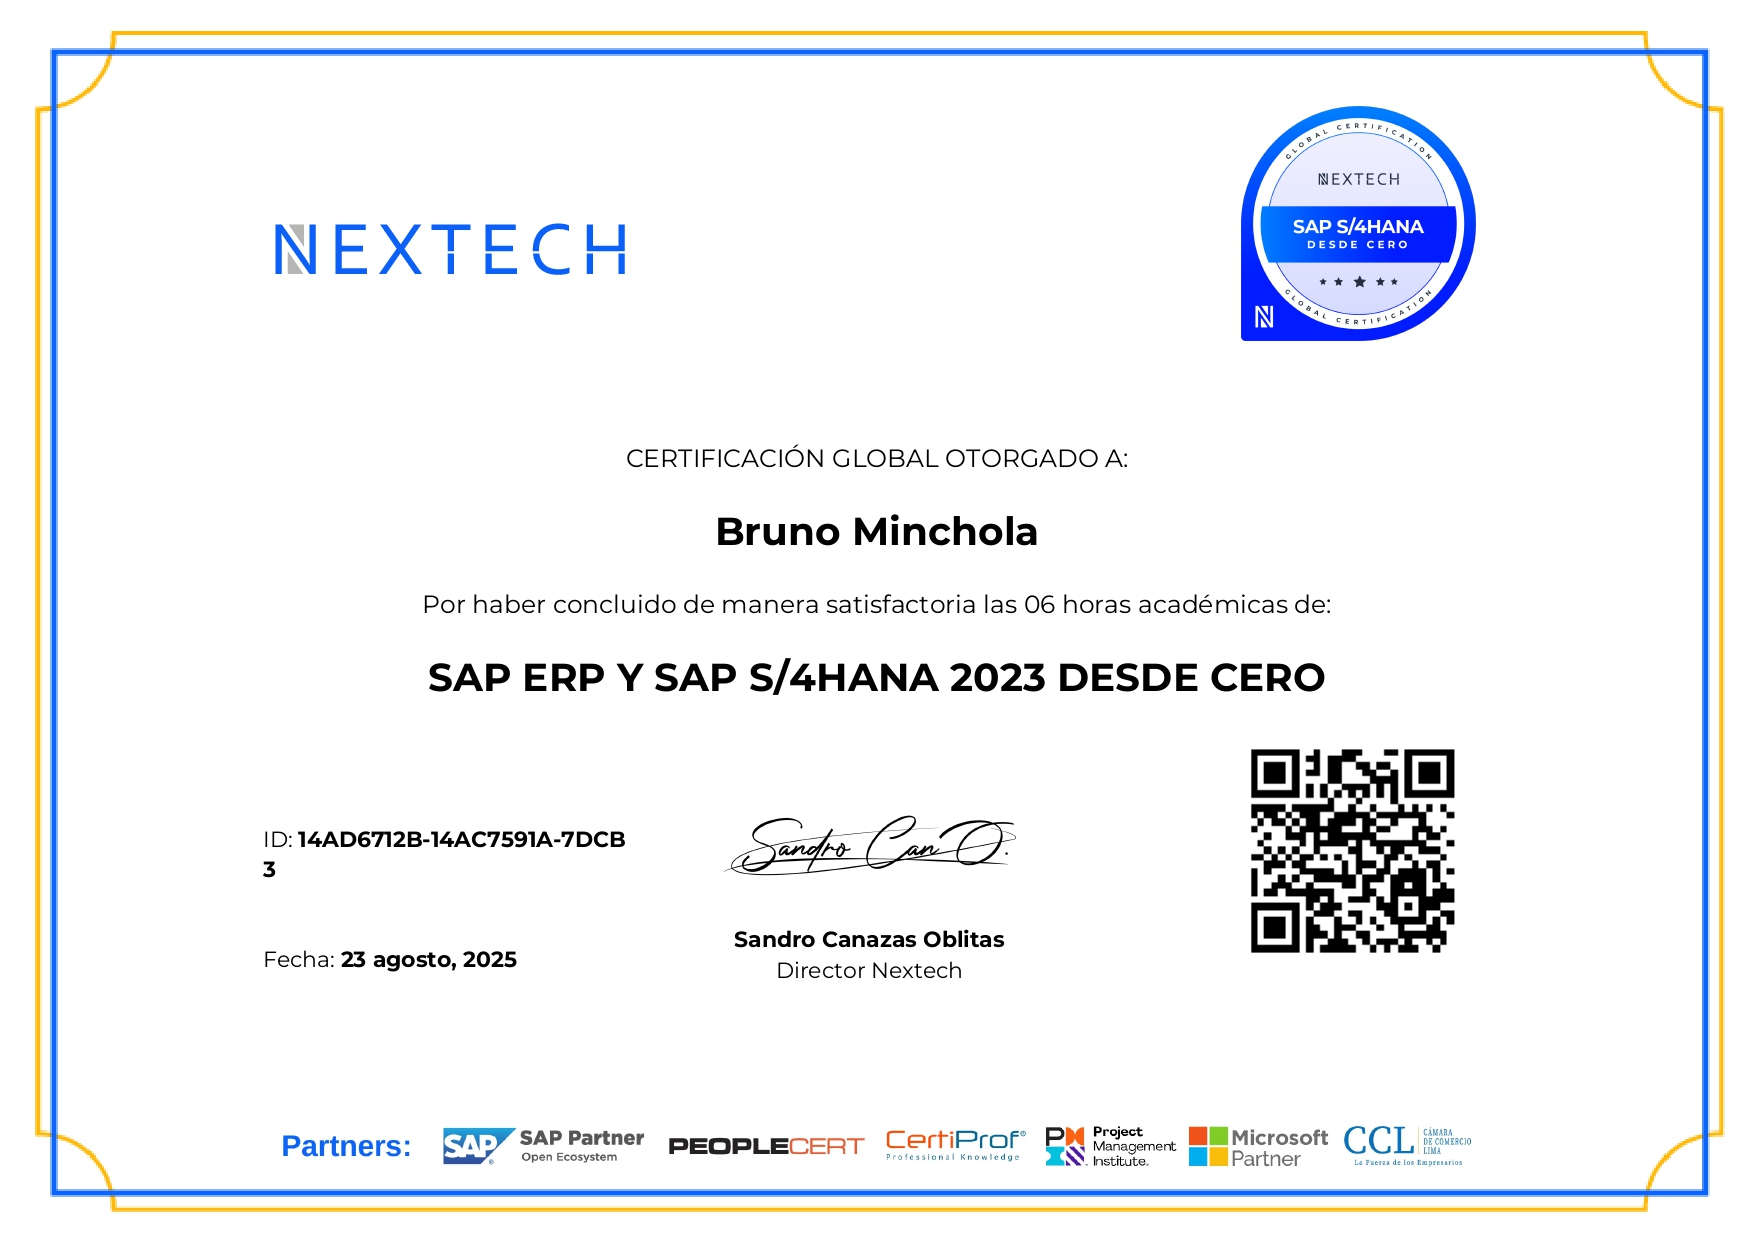 GLOBAL CERTIFICATION
NEXTECH
SAP S/4HANA
DESDE CERO
GLOBAL CERTIFICATION
N
NEXTECH
CERTIFICACIÓN GLOBAL OTORGADO A:
Bruno Minchola
Por haber concluido de manera satisfactoria las 06 horas académicas de:
SAP ERP Y SAP S/4HANA 2023 DESDE CERO
ID: 14AD6712B-14AC7591A-7DCB
3
Fecha: 23 agosto, 2025
Sandro Can O.
Sandro Canazas Oblitas
Director Nextech
Partners:
SAP®
SAP Partner
Open Ecosystem
PEOPLECERT
CertiProf®
Professional Knowledge
PM
Project
Management
Institute.
Microsoft
Partner
CCL
CÁMARA
DE COMERCIO
LIMA
La Fuerza de los Empresarios